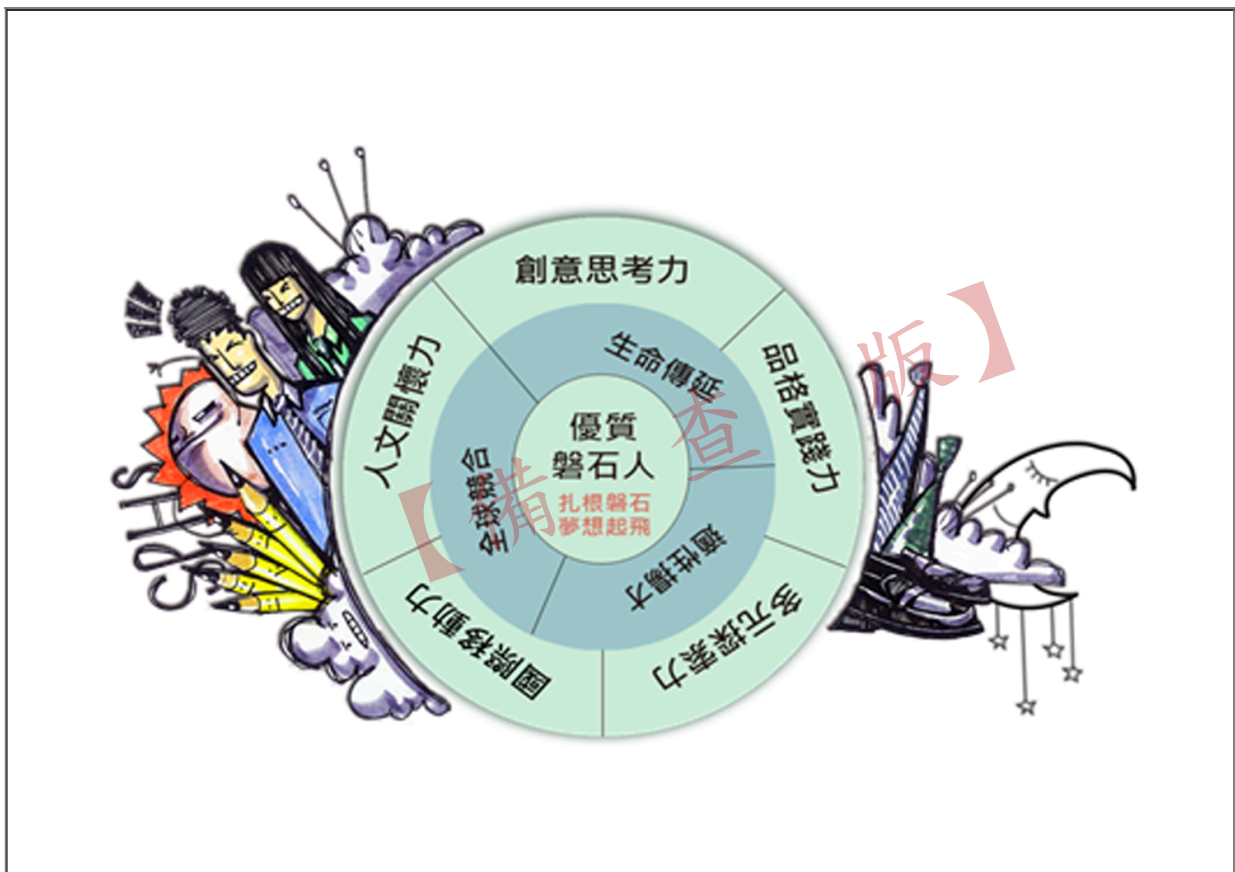 創意思考力
品格實踐力
多元探索力
國際移動力
人文關懷力
生命傳延
適性揚才
全球競合
優質
磐石人
扎根磐石
夢想起飛
【備查版】